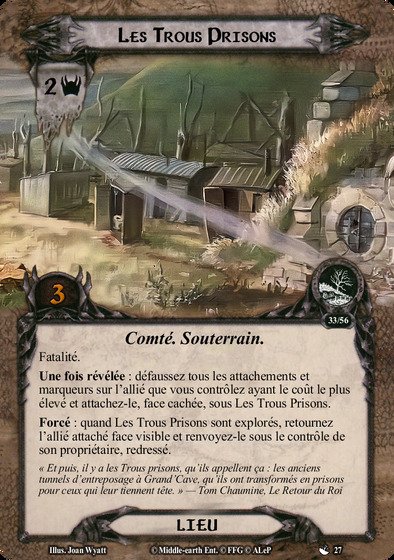 Les Trous Prisons
2
3
33/56
Comté. Souterrain.
Fatalité.
Une fois révélée : défaussez tous les attachements et
marqueurs sur l'allié que vous contrôlez ayant le coût le plus
élevé et attachez-le, face cachée, sous Les Trous Prisons.
Forcé : quand Les Trous Prisons sont explorés, retournez
l'allié attaché face visible et renvoyez-le sous le contrôle de
son propriétaire, redressé.
« Et puis, il y a les Trous prisons, qu'ils appellent ça : les anciens
tunnels d'entreposage à Grand'Cave, qu'ils ont transformés en prisons
pour ceux qui leur tiennent tête. » — Tom Chaumine, Le Retour du Roi
LIEU
Illus. Joan Wyatt
© Middle-earth Ent. © FFG © ALeP
27